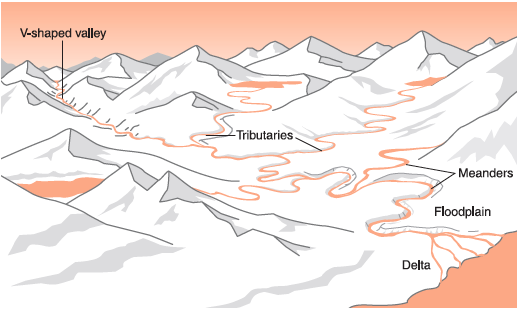 V-shaped valley
Tributaries
Meanders
Floodplain
Delta